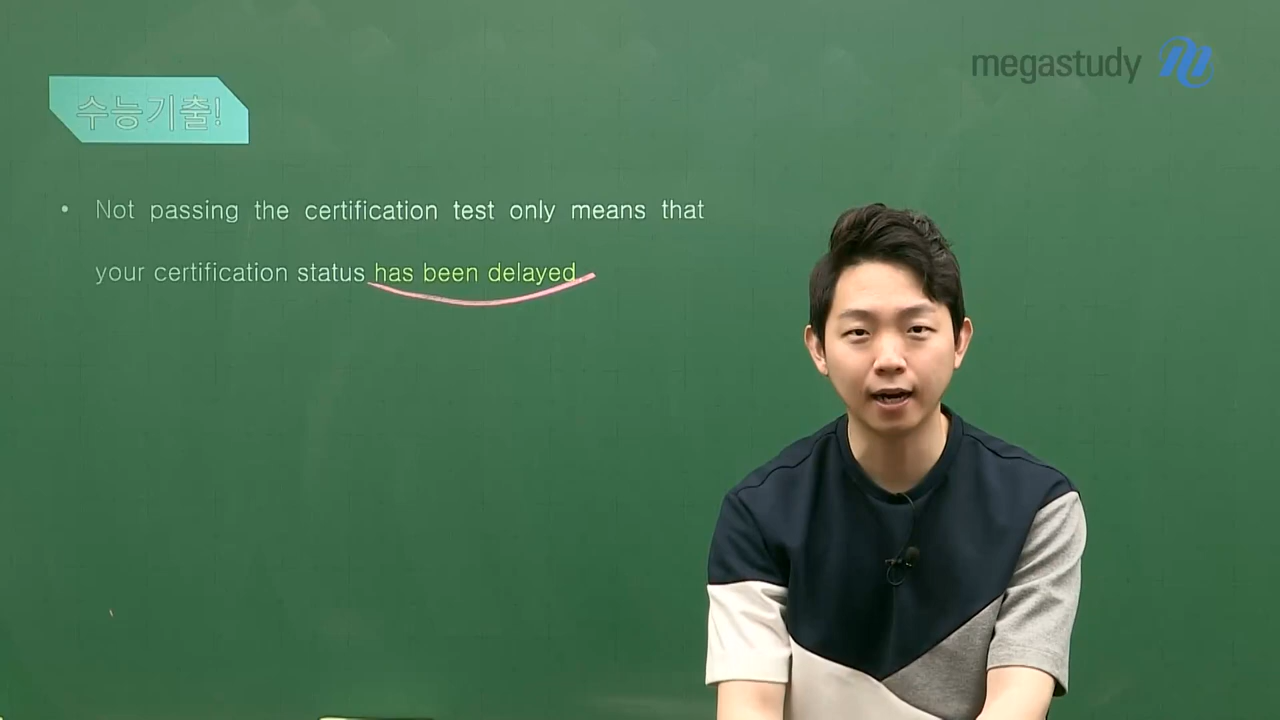 megastudy
수능기출!
• Not passing the certification test only means that
your certification status has been delayed